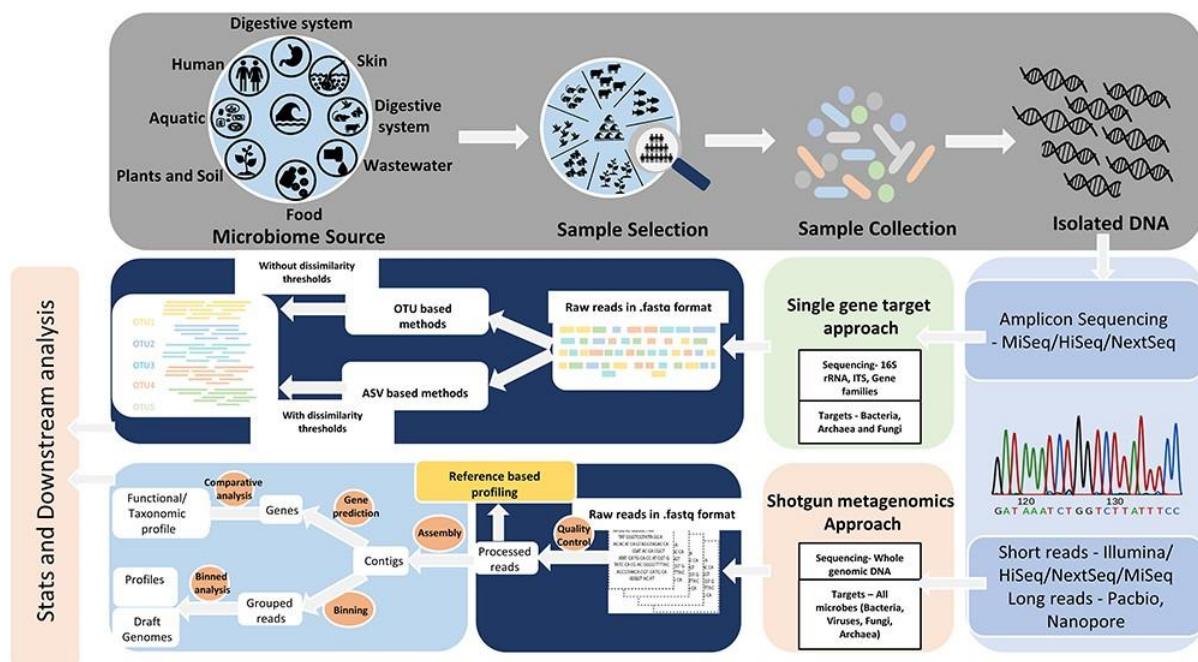 Digestive system
Human
Skin
Aquatic
Digestive
system
Plants and Soil
Wastewater
Food
Microbiome Source
Sample Selection
Sample Collection
Isolated DNA
Stats and Downstream analysis
Without dissimilarity
thresholds
OTU1
OTU2
OTU3
OTU4
OTU5
OTU based
methods
ASV based methods
With dissimilarity
thresholds
Raw reads in .fastq format
Single gene target
approach
Sequencing- 16S
rRNA, ITS, Gene
families
Targets - Bacteria,
Archaea and Fungi
Amplicon Sequencing
- MiSeq/HiSeq/NextSeq
120
130
GAT AAAT CTGGTCTTATTTCC
Functional/
Taxonomic
profile
Comparative
analysis
Genes
Gene
prediction
Profiles
Draft
Genomes
Binned
analysis
Grouped
reads
Binning
Contigs
Assembly
Reference based
profiling
Processed
reads
Quality
Control
Raw reads in .fastq format
Shotgun metagenomics
Approach
Sequencing- Whole
genomic DNA
Targets – All
microbes (Bacteria,
Viruses, Fungi,
Archaea)
Short reads - Illumina/
HiSeq/NextSeq/MiSeq
Long reads - Pacbio,
Nanopore